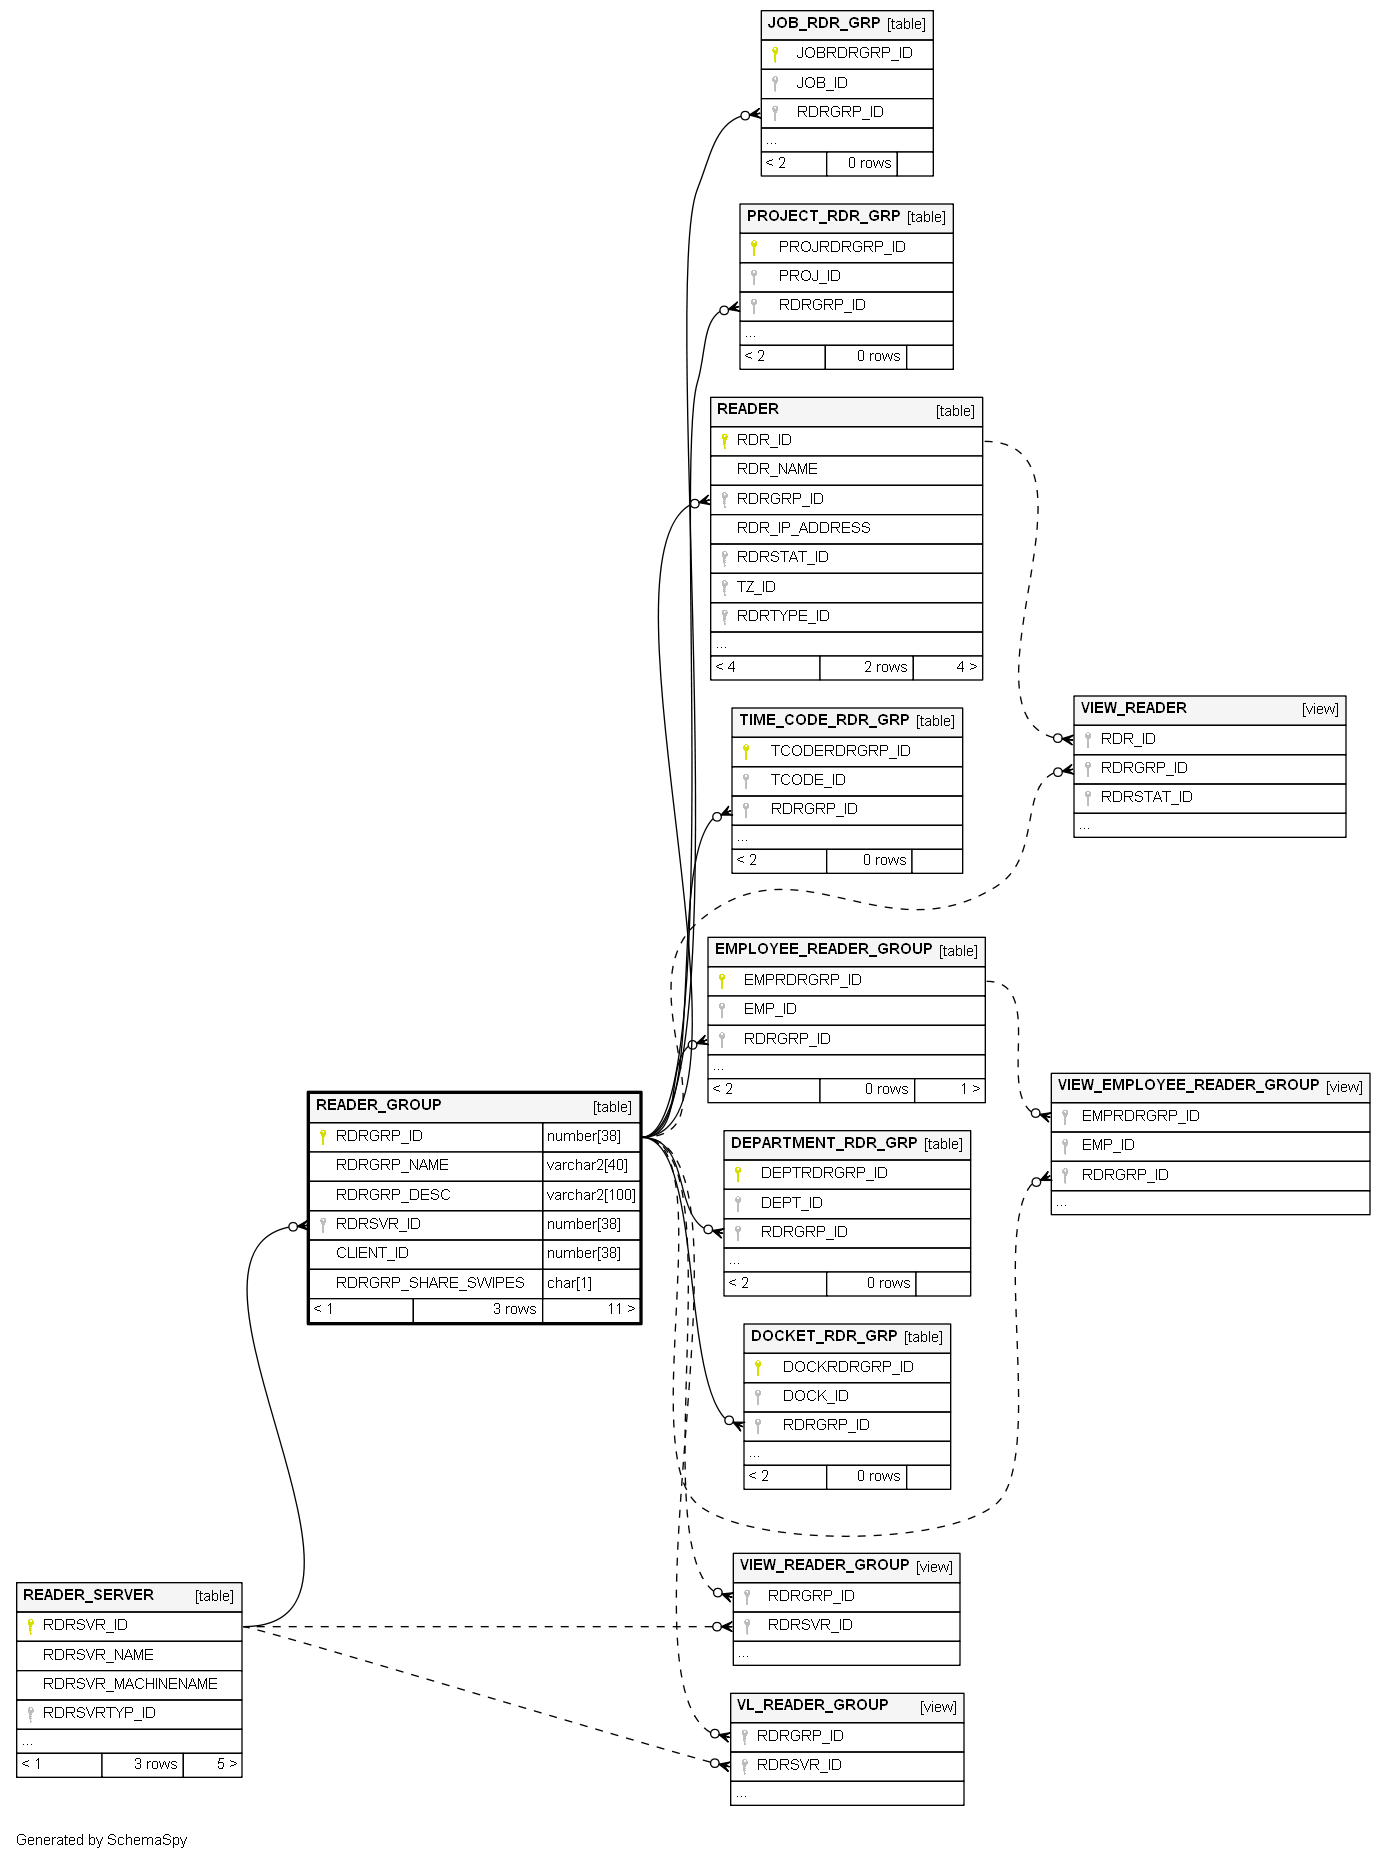 JOB_RDR_GRP [table]
JOBRDRGRP_ID
JOB_ID
RDRGRP_ID
...
< 2 0 rows
PROJECT_RDR_GRP [table]
PROJRDRGRP_ID
PROJ_ID
RDRGRP_ID
...
< 2 0 rows
READER [table]
RDR_ID
RDR_NAME
RDRGRP_ID
RDR_IP_ADDRESS
RDRSTAT_ID
TZ_ID
RDRTYPE_ID
...
< 4 2 rows 4 >
TIME_CODE_RDR_GRP [table]
TCODERDRGRP_ID
TCODE_ID
RDRGRP_ID
...
< 2 0 rows
VIEW_READER [view]
RDR_ID
RDRGRP_ID
RDRSTAT_ID
...
EMPLOYEE_READER_GROUP [table]
EMPRDRGRP_ID
EMP_ID
RDRGRP_ID
...
< 2 0 rows 1 >
VIEW_EMPLOYEE_READER_GROUP [view]
EMPRDRGRP_ID
EMP_ID
RDRGRP_ID
...
READER_GROUP [table]
RDRGRP_ID number[38]
RDRGRP_NAME varchar2[40]
RDRGRP_DESC varchar2[100]
RDRSVR_ID number[38]
CLIENT_ID number[38]
RDRGRP_SHARE_SWIPES char[1]
< 1 3 rows 11 >
DEPARTMENT_RDR_GRP [table]
DEPTRDRGRP_ID
DEPT_ID
RDRGRP_ID
...
< 2 0 rows
DOCKET_RDR_GRP [table]
DOCKRDRGRP_ID
DOCK_ID
RDRGRP_ID
...
< 2 0 rows
VIEW_READER_GROUP [view]
RDRGRP_ID
RDRSVR_ID
...
READER_SERVER [table]
RDRSVR_ID
RDRSVR_NAME
RDRSVR_MACHINENAME
RDRSVRTYP_ID
...
< 1 3 rows 5 >
VL_READER_GROUP [view]
RDRGRP_ID
RDRSVR_ID
...
Generated by SchemaSpy